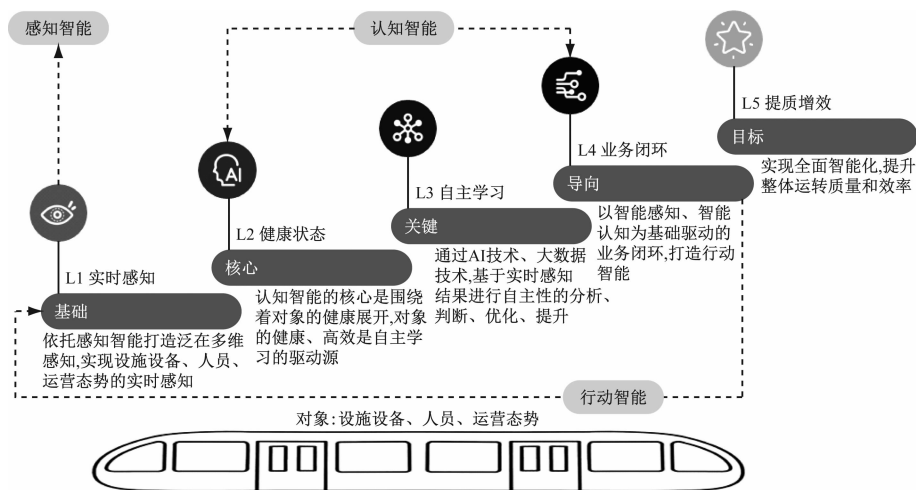 感知智能
认知智能
L5 提质增效
目标
实现全面智能化,提升
整体运转质量和效率
L4 业务闭环
导向
以智能感知、智能
认知为基础驱动的
业务闭环,打造行动
智能
L3 自主学习
关键
通过AI技术、大数据
技术,基于实时感知
结果进行自主性的分析、
判断、优化、提升
AI
L2 健康状态
核心
认知智能的核心是围绕
着对象的健康展开,对象
的健康、高效是自主学
习的驱动源
L1 实时感知
基础
依托感知智能打造泛在多维
感知,实现设施设备、人员、
运营态势的实时感知
行动智能
对象:设施设备、人员、运营态势